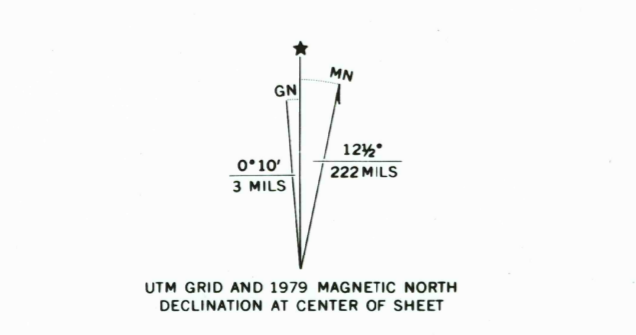 MN
GN
12½°
222 MILS
0°10'
3 MILS
UTM GRID AND 1979 MAGNETIC NORTH
DECLINATION AT CENTER OF SHEET